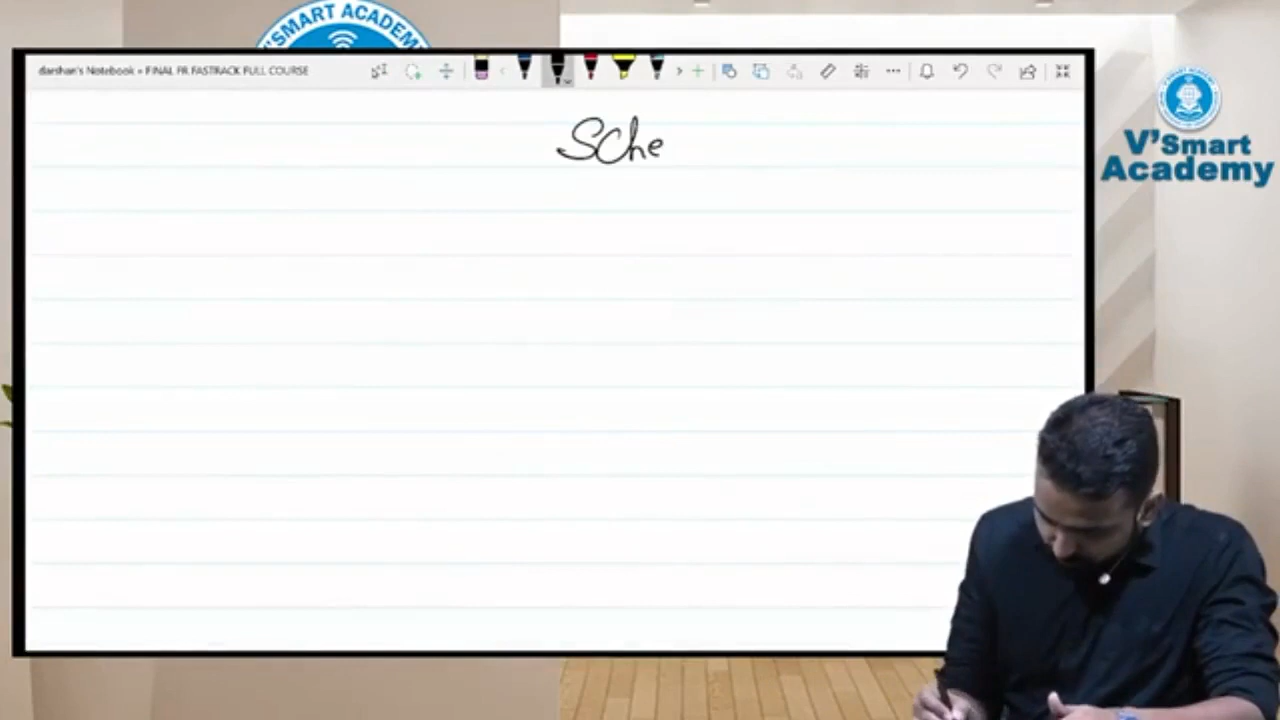 V'SMART ACADEMY
darshan's Notebook » FINAL FR FASTRACK FULL COURSE
SChe
V'Smart
Academy